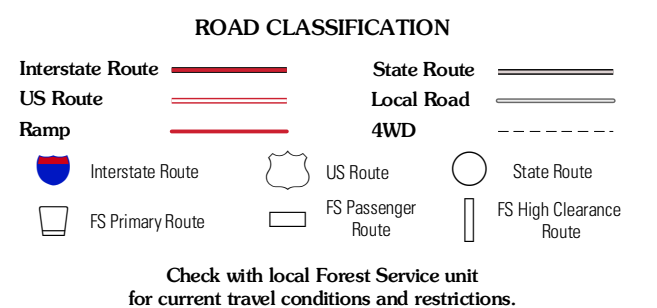 ROAD CLASSIFICATION
Interstate Route
State Route
US Route
Local Road
Ramp
4WD
Interstate Route
US Route
State Route
FS Primary Route
FS Passenger
Route
FS High Clearance
Route
Check with local Forest Service unit
for current travel conditions and restrictions.